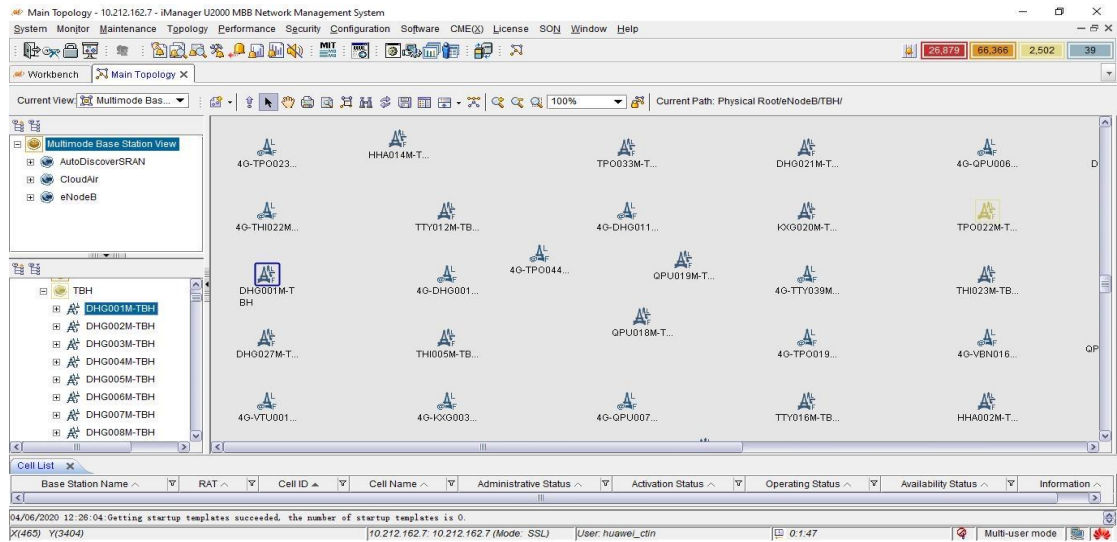 Main Topology - 10.212.162.7 - iManager U2000 MBB Network Management System
System Monitor Maintenance Topology Performance Security Configuration Software CME(X) License SON Window Help
MIT
26,879 66,366 2,502 39
Workbench Main Topology
Current View: Multimode Bas... 100% Current Path: Physical Root/eNodeB/TBH/
Multimode Base Station View
AutoDiscoverSRAN
CloudAir
eNodeB
TBH
DHG001M-TBH
DHG002M-TBH
DHG003M-TBH
DHG004M-TBH
DHG005M-TBH
DHG006M-TBH
DHG007M-TBH
DHG008M-TBH
4G-TPO023... HHA014M-T... TPO033M-T... DHG021M-T... 4G-QPU006... D
4G-THI022M... TTY012M-TB... 4G-DHG011... KXG020M-T... TPO022M-T...
4G-TPO044... QPU019M-T...
DHG001M-T 4G-DHG001... 4G-TTY039M... THI023M-TB...
BH
QPU018M-T...
DHG027M-T... THI005M-TB... 4G-TPO019... 4G-VBN016... QP
4G-VTU001... 4G-KXG003... 4G-QPU007... TTY016M-TB... HHA002M-T...
Cell List
Base Station Name RAT Cell ID Cell Name Administrative Status Activation Status Operating Status Availability Status Information
04/06/2020 12:26:04:Getting startup templates succeeded, the number of startup templates is 0.
X(465) Y(3404) 10.212.162.7: 10.212.162.7 (Mode: SSL) User: huawei_ctin 0:1:47 Multi-user mode